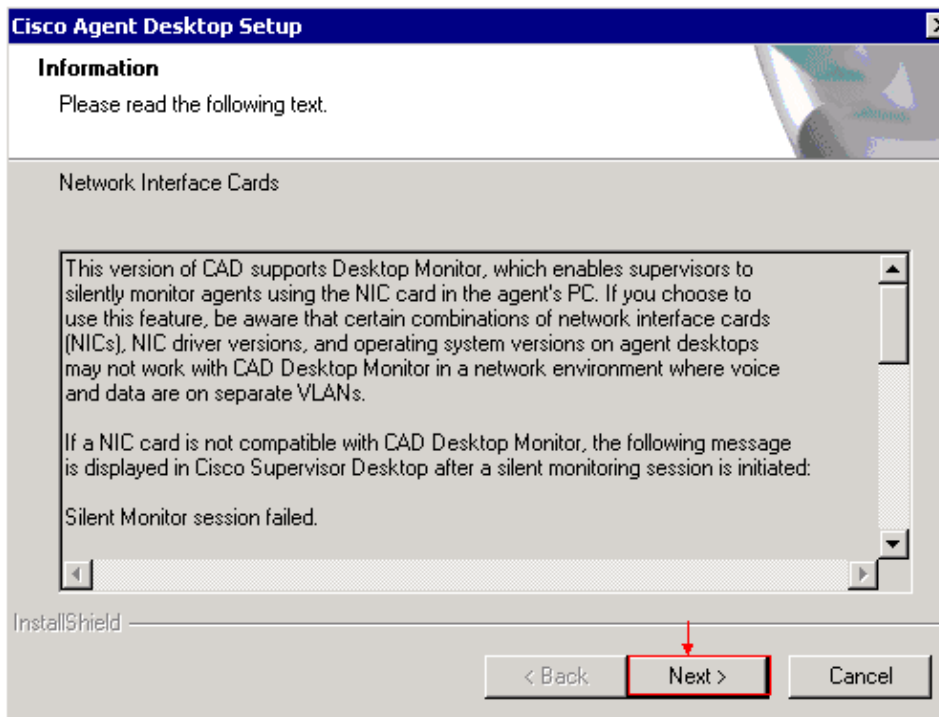 Cisco Agent Desktop Setup
Information
Please read the following text.
Network Interface Cards
This version of CAD supports Desktop Monitor, which enables supervisors to
silently monitor agents using the NIC card in the agent's PC. If you choose to
use this feature, be aware that certain combinations of network interface cards
(NICs), NIC driver versions, and operating system versions on agent desktops
may not work with CAD Desktop Monitor in a network environment where voice
and data are on separate VLANs.
If a NIC card is not compatible with CAD Desktop Monitor, the following message
is displayed in Cisco Supervisor Desktop after a silent monitoring session is initiated:
Silent Monitor session failed.
InstallShield
< Back
Next >
Cancel